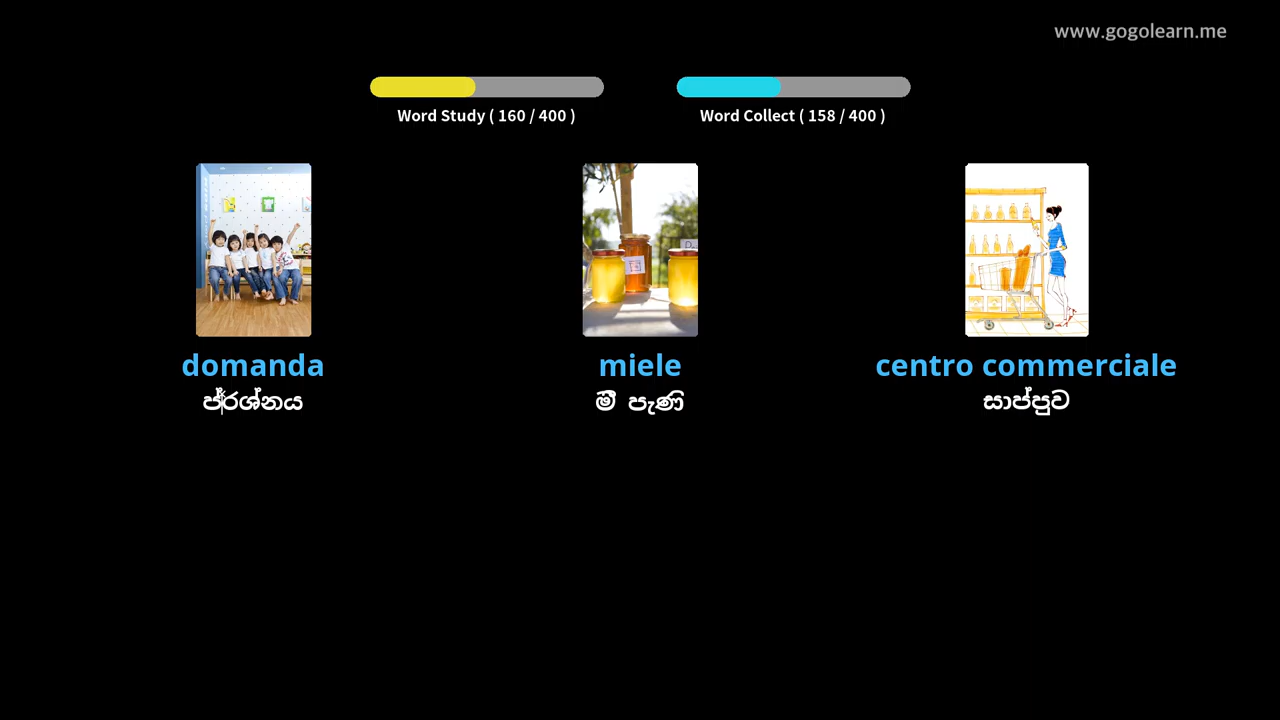 www.gogolearn.me
Word Study ( 160 / 400 )
Word Collect ( 158 / 400 )
domanda
miele
centro commerciale
ප්‍රශ්නය
මී පැණි
සාප්පුව